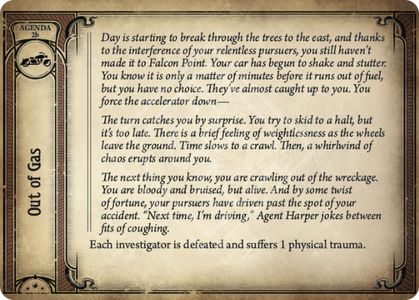 AGENDA
2b
Out of Gas
Day is starting to break through the trees to the east, and thanks
to the interference of your relentless pursuers, you still haven't
made it to Falcon Point. Your car has begun to shake and stutter.
You know it is only a matter of minutes before it runs out of fuel,
but you have no choice. They've almost caught up to you. You
force the accelerator down—
The turn catches you by surprise. You try to skid to a halt, but
it's too late. There is a brief feeling of weightlessness as the wheels
leave the ground. Time slows to a crawl. Then, a whirlwind of
chaos erupts around you.
The next thing you know, you are crawling out of the wreckage.
You are bloody and bruised, but alive. And by some twist
of fortune, your pursuers have driven past the spot of your
accident. “Next time, I'm driving,” Agent Harper jokes between
fits of coughing.
Each investigator is defeated and suffers 1 physical trauma.